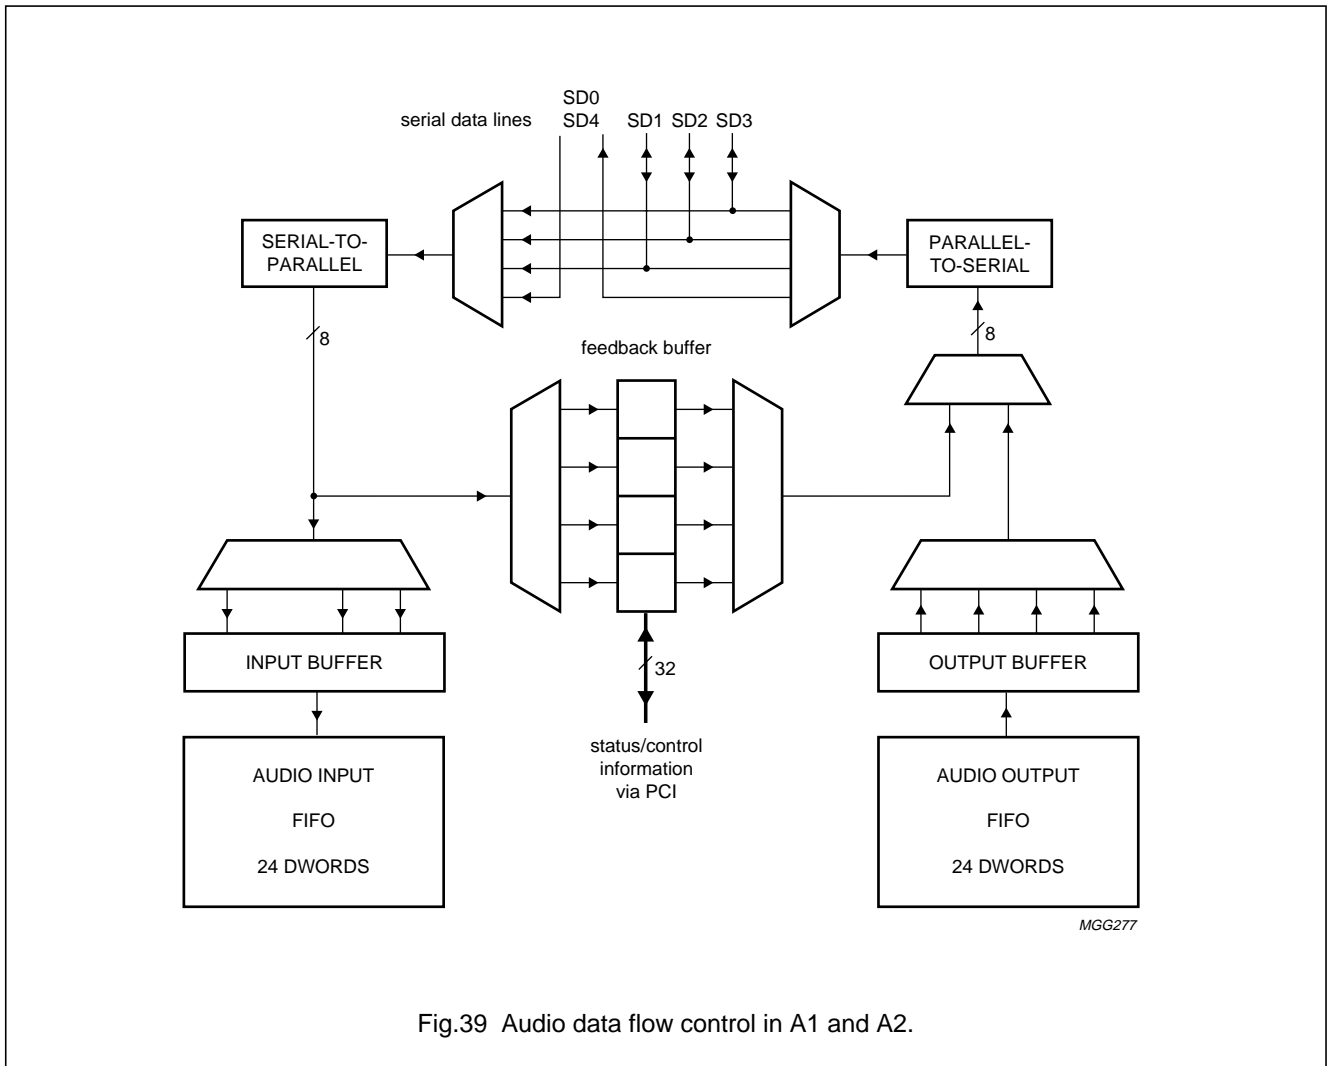 SD0
serial data lines SD4 SD1 SD2 SD3
SERIAL-TO-
PARALLEL
PARALLEL-
TO-SERIAL
8
8
feedback buffer
INPUT BUFFER
32
OUTPUT BUFFER
status/control
information
via PCI
AUDIO INPUT
FIFO
24 DWORDS
AUDIO OUTPUT
FIFO
24 DWORDS
MGG277
Fig.39 Audio data flow control in A1 and A2.